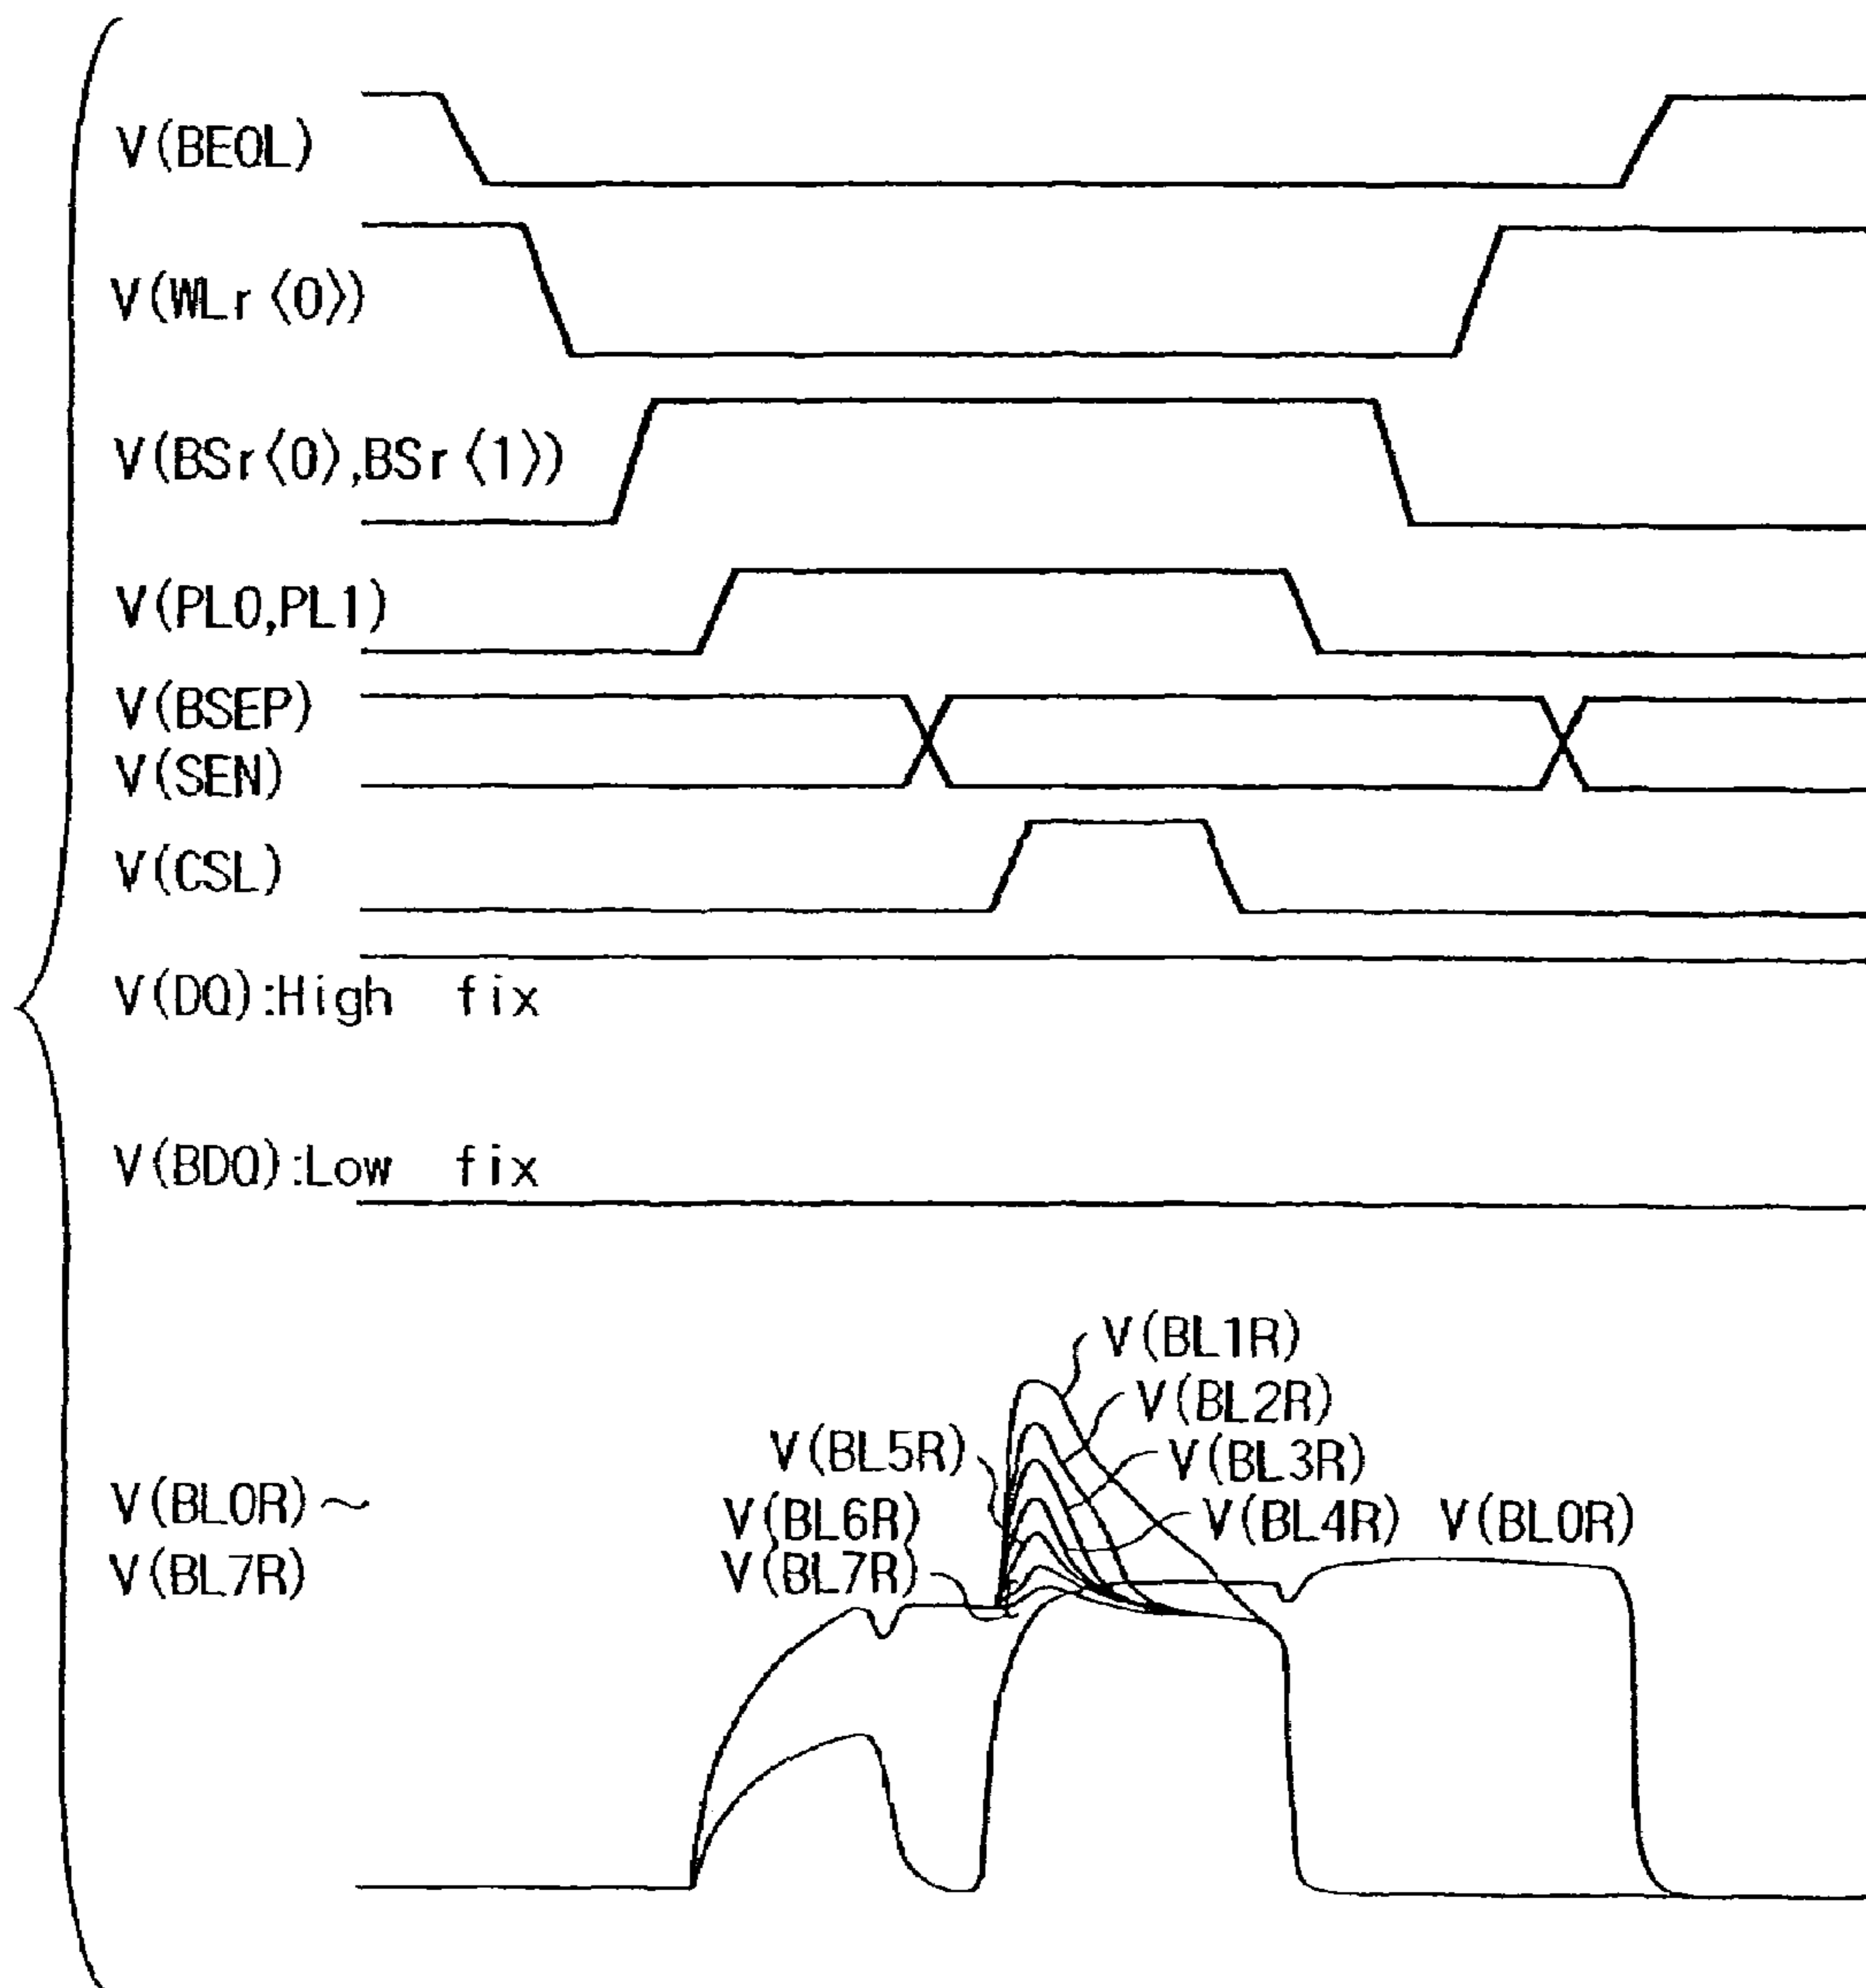 V(BEQL)
V(WLr⟨0⟩)
V(BSr⟨0⟩,BSr⟨1⟩)
V(PL0,PL1)
V(BSEP)
V(SEN)
V(CSL)
V(DQ):High fix
V(BDQ):Low fix
V(BL1R)
V(BL2R)
V(BL5R)
V(BL3R)
V(BL0R)~
V(BL6R)
V(BL4R) V(BL0R)
V(BL7R)
V(BL7R)